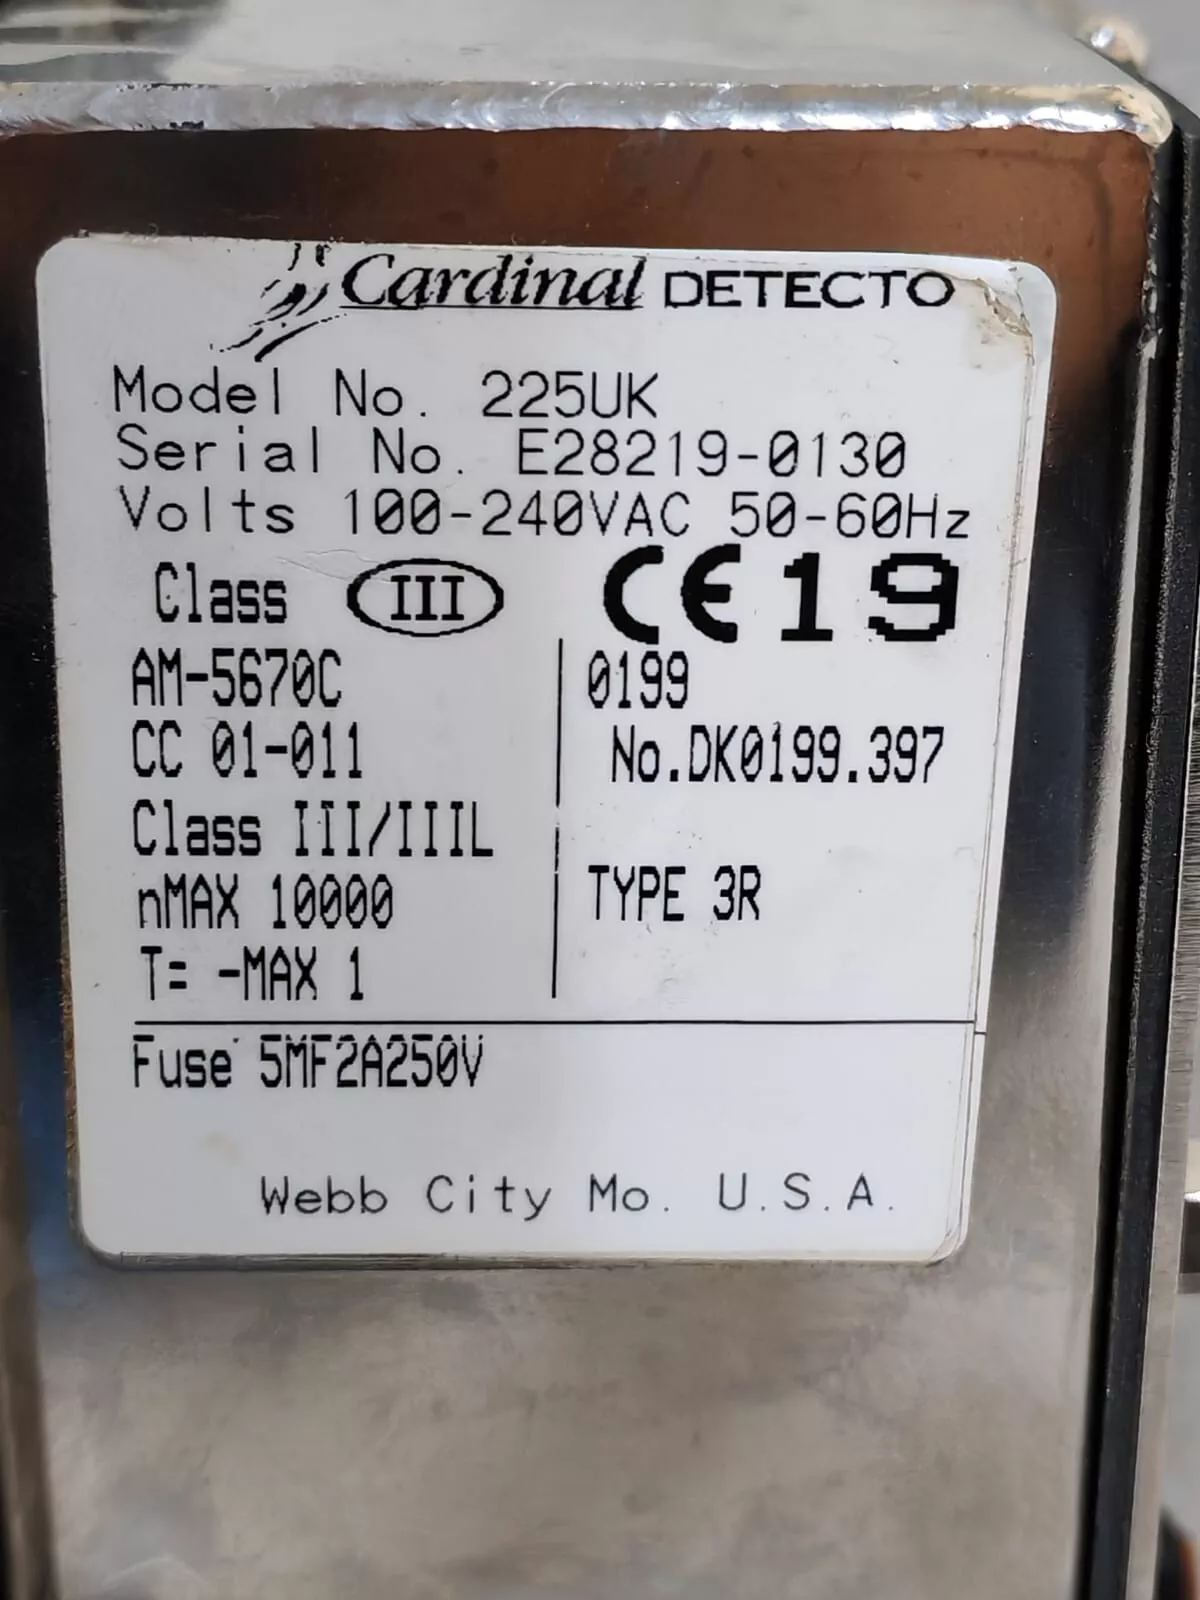 Cardinal DETECTO
Model No. 225UK
Serial No. E28219-0130
Volts 100-240VAC 50-60Hz
Class III CE 19
AM-5670C 0199
CC 01-011 No.DK0199.397
Class III/IIIL
nMAX 10000 TYPE 3R
T= -MAX 1
Fuse 5MF2A250V
Webb City Mo. U.S.A.